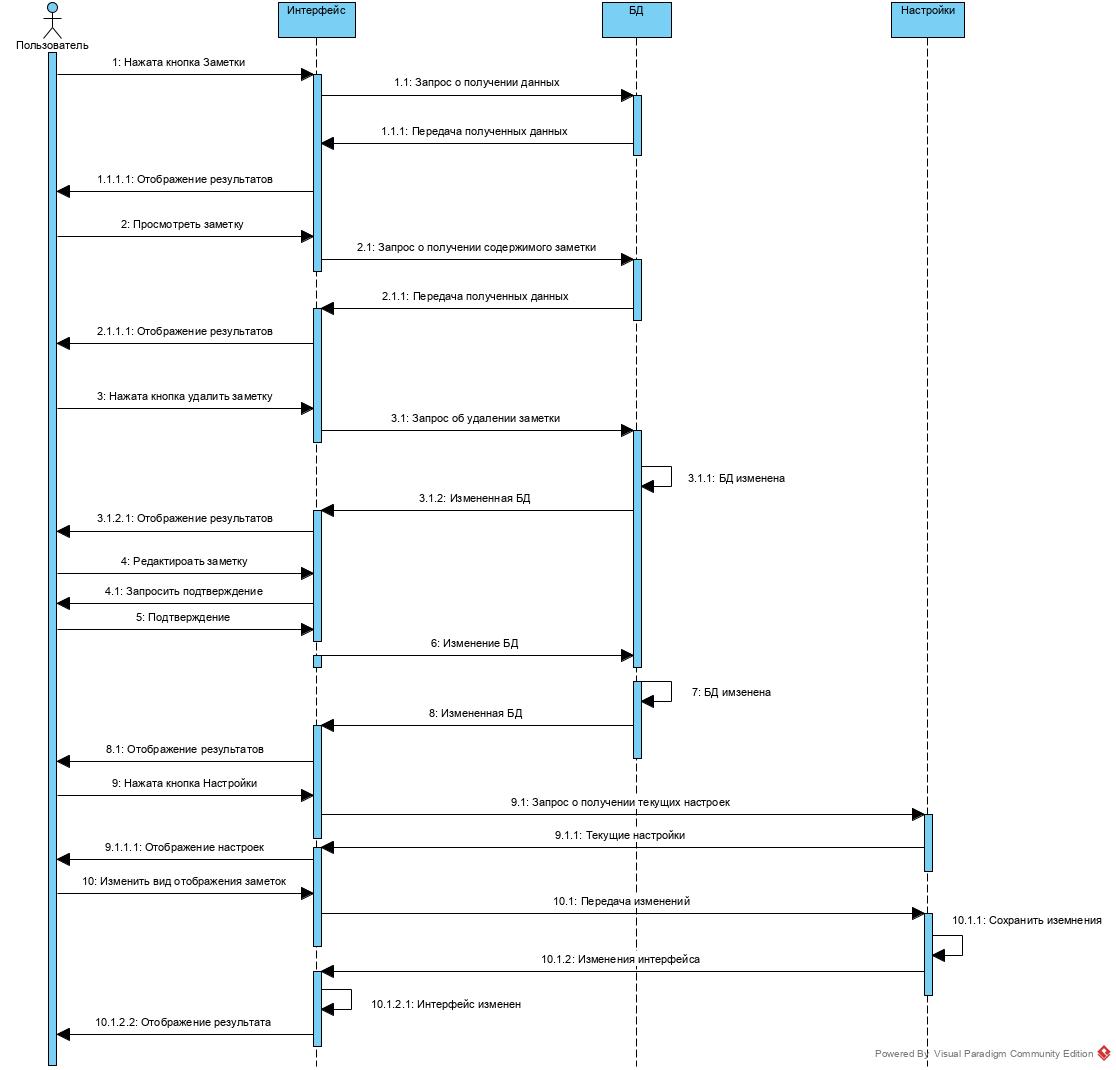 Интерфейс
БД
Настройки
Пользователь
1: Нажата кнопка Заметки
1.1: Запрос о получении данных
1.1.1: Передача полученных данных
1.1.1.1: Отображение результатов
2: Просмотреть заметку
2.1: Запрос о получении содержимого заметки
2.1.1: Передача полученных данных
2.1.1.1: Отображение результатов
3: Нажата кнопка удалить заметку
3.1: Запрос об удалении заметки
3.1.1: БД изменена
3.1.2: Измененная БД
3.1.2.1: Отображение результатов
4: Редактироать заметку
4.1: Запросить подтверждение
5: Подтверждение
6: Изменение БД
7: БД имзенена
8: Измененная БД
8.1: Отображение результатов
9: Нажата кнопка Настройки
9.1: Запрос о получении текущих настроек
9.1.1: Текущие настройки
9.1.1.1: Отображение настроек
10: Изменить вид отображения заметок
10.1: Передача изменений
10.1.1: Сохранить иземнения
10.1.2: Изменения интерфейса
10.1.2.1: Интерфейс изменен
10.1.2.2: Отображение результата
Powered By Visual Paradigm Community Edition